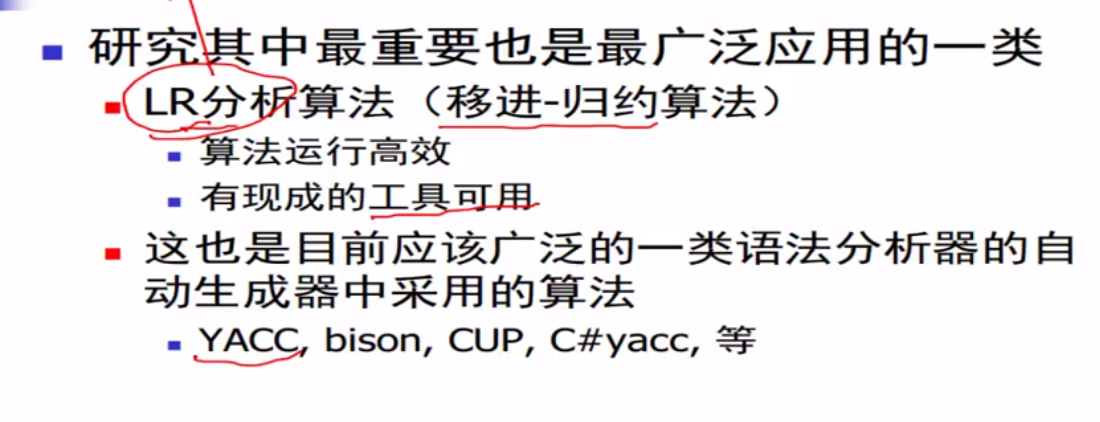 研究其中最重要也是最广泛应用的一类
LR分析算法（移进-归约算法）
算法运行高效
有现成的工具可用
这也是目前应该广泛的一类语法分析器的自
动生成器中采用的算法
YACC, bison, CUP, C#yacc, 等